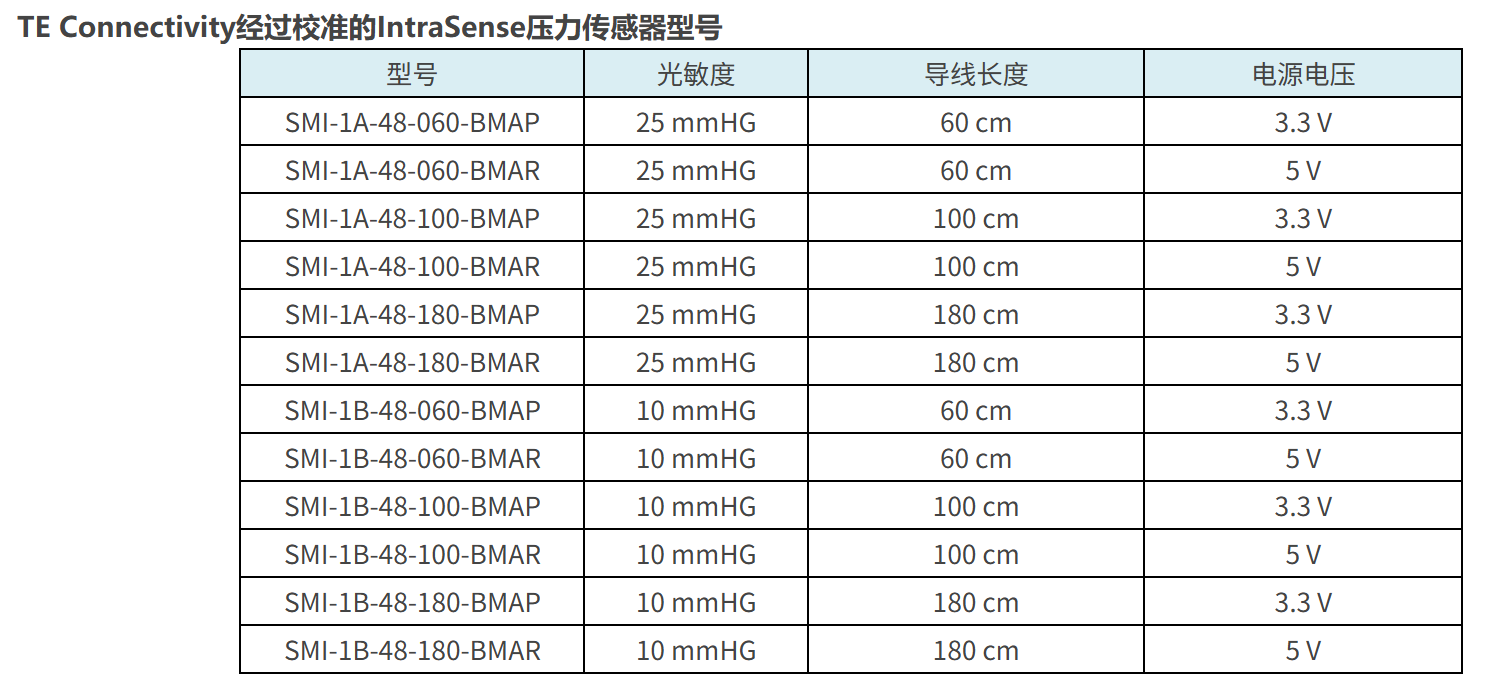 TE Connectivity经过校准的IntraSense压力传感器型号
型号 光敏度 导线长度 电源电压
SMI-1A-48-060-BMAP 25 mmHG 60 cm 3.3 V
SMI-1A-48-060-BMAR 25 mmHG 60 cm 5 V
SMI-1A-48-100-BMAP 25 mmHG 100 cm 3.3 V
SMI-1A-48-100-BMAR 25 mmHG 100 cm 5 V
SMI-1A-48-180-BMAP 25 mmHG 180 cm 3.3 V
SMI-1A-48-180-BMAR 25 mmHG 180 cm 5 V
SMI-1B-48-060-BMAP 10 mmHG 60 cm 3.3 V
SMI-1B-48-060-BMAR 10 mmHG 60 cm 5 V
SMI-1B-48-100-BMAP 10 mmHG 100 cm 3.3 V
SMI-1B-48-100-BMAR 10 mmHG 100 cm 5 V
SMI-1B-48-180-BMAP 10 mmHG 180 cm 3.3 V
SMI-1B-48-180-BMAR 10 mmHG 180 cm 5 V